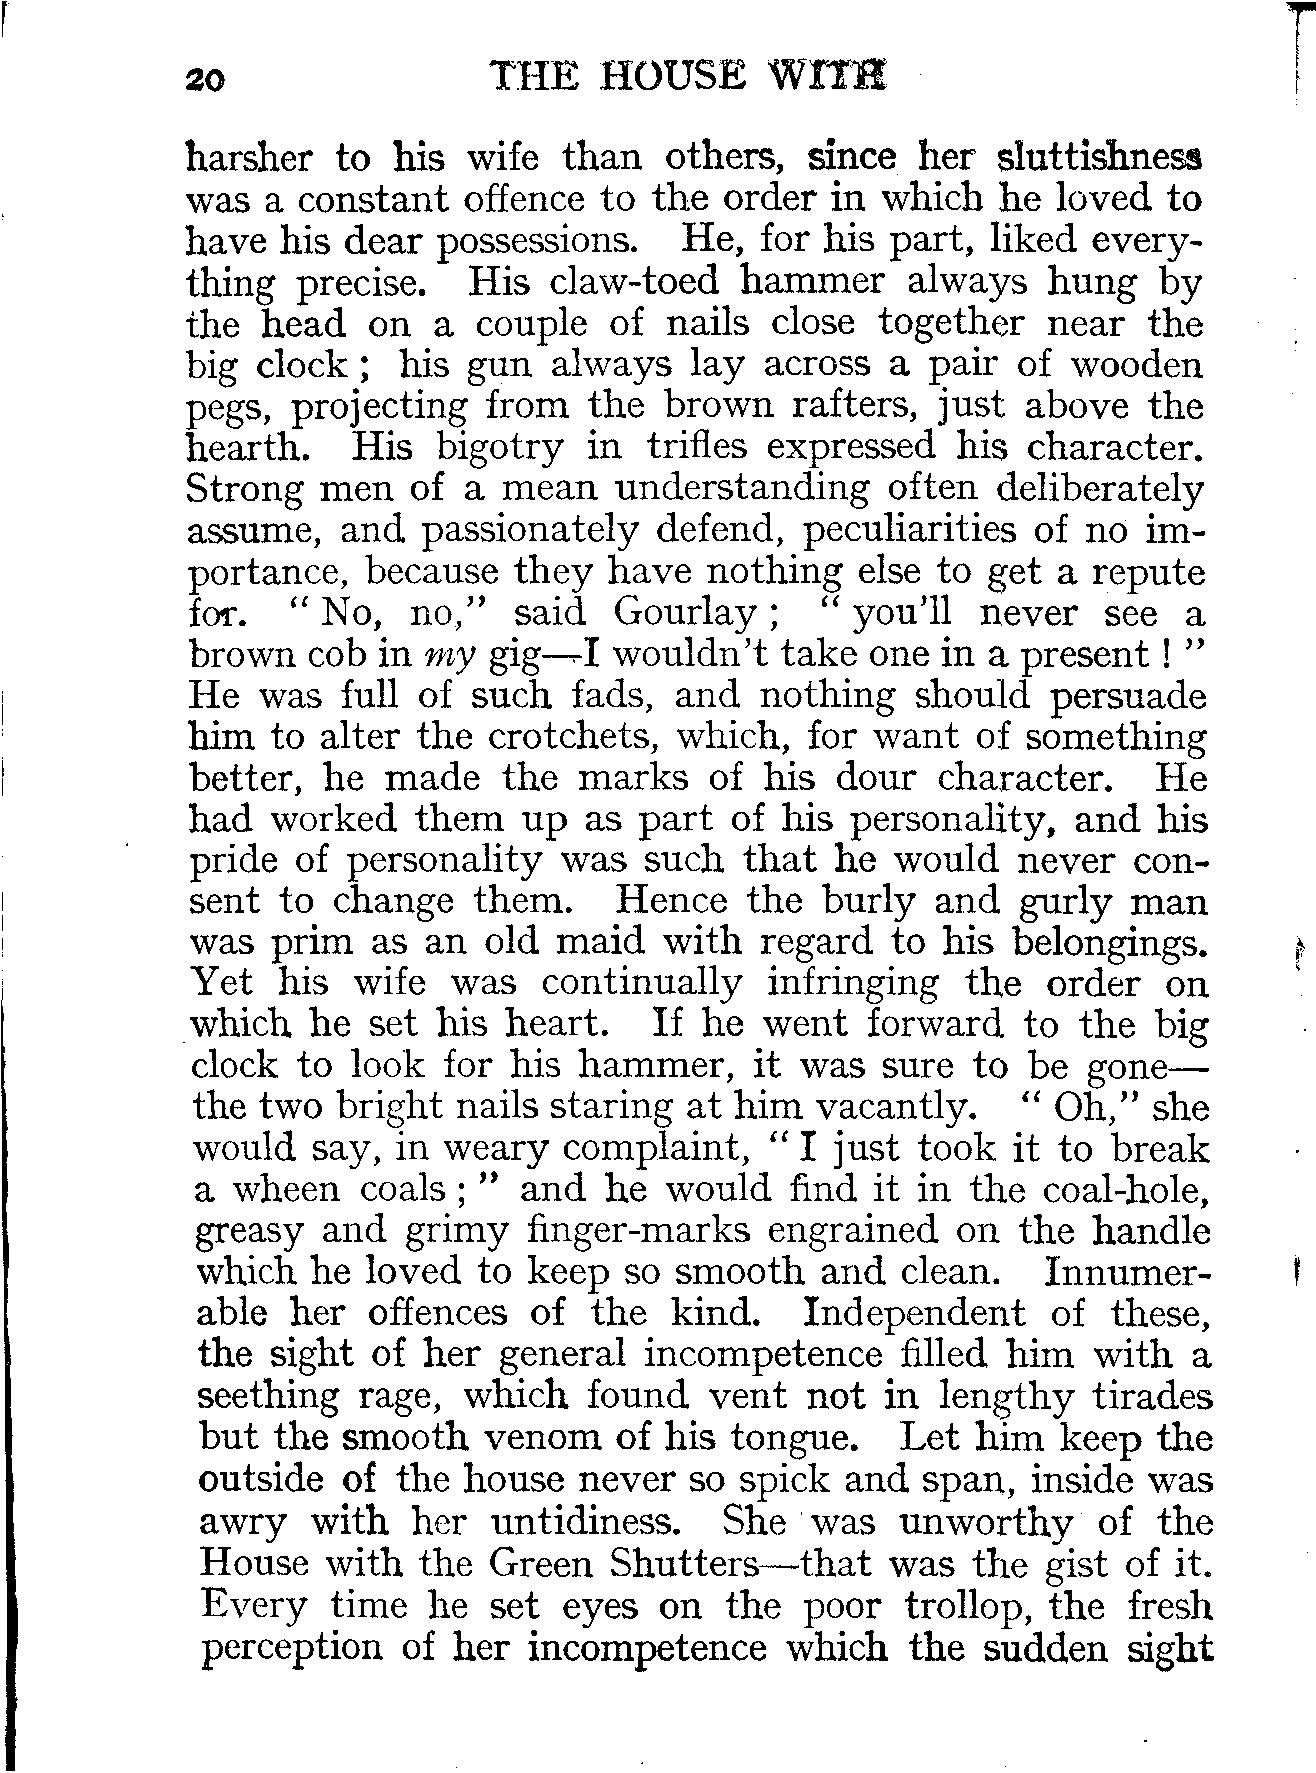 20 THE HOUSE WITH
harsher to his wife than others, since her sluttishness
was a constant offence to the order in which he loved to
have his dear possessions. He, for his part, liked every-
thing precise. His claw-toed hammer always hung by
the head on a couple of nails close together near the
big clock ; his gun always lay across a pair of wooden
pegs, projecting from the brown rafters, just above the
hearth. His bigotry in trifles expressed his character.
Strong men of a mean understanding often deliberately
assume, and passionately defend, peculiarities of no im-
portance, because they have nothing else to get a repute
for. “ No, no,” said Gourlay ; “ you'll never see a
brown cob in my gig—I wouldn't take one in a present ! ”
He was full of such fads, and nothing should persuade
him to alter the crotchets, which, for want of something
better, he made the marks of his dour character. He
had worked them up as part of his personality, and his
pride of personality was such that he would never con-
sent to change them. Hence the burly and gurly man
was prim as an old maid with regard to his belongings.
Yet his wife was continually infringing the order on
which he set his heart. If he went forward to the big
clock to look for his hammer, it was sure to be gone—
the two bright nails staring at him vacantly. “ Oh,” she
would say, in weary complaint, “ I just took it to break
a wheen coals ; ” and he would find it in the coal-hole,
greasy and grimy finger-marks engrained on the handle
which he loved to keep so smooth and clean. Innumer-
able her offences of the kind. Independent of these,
the sight of her general incompetence filled him with a
seething rage, which found vent not in lengthy tirades
but the smooth venom of his tongue. Let him keep the
outside of the house never so spick and span, inside was
awry with her untidiness. She was unworthy of the
House with the Green Shutters—that was the gist of it.
Every time he set eyes on the poor trollop, the fresh
perception of her incompetence which the sudden sight